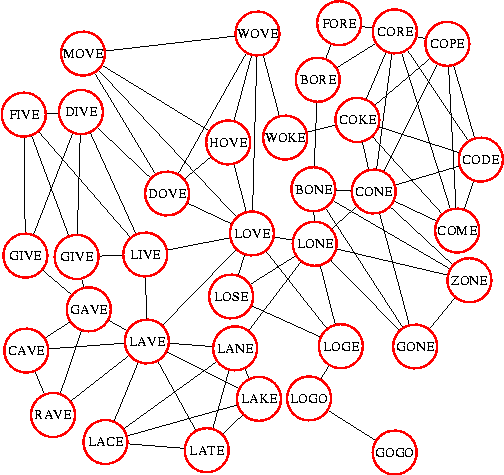 FORE
CORE
COPE
WOVE
MOVE
BORE
FIVE
DIVE
COKE
WOKE
HOVE
CODE
DOVE
BONE
CONE
COME
LOVE
LONE
GIVE
GIVE
LIVE
ZONE
LOSE
GAVE
LAVE
LANE
LOGE
GONE
CAVE
LAKE
LOGO
RAVE
LACE
LATE
GOGO